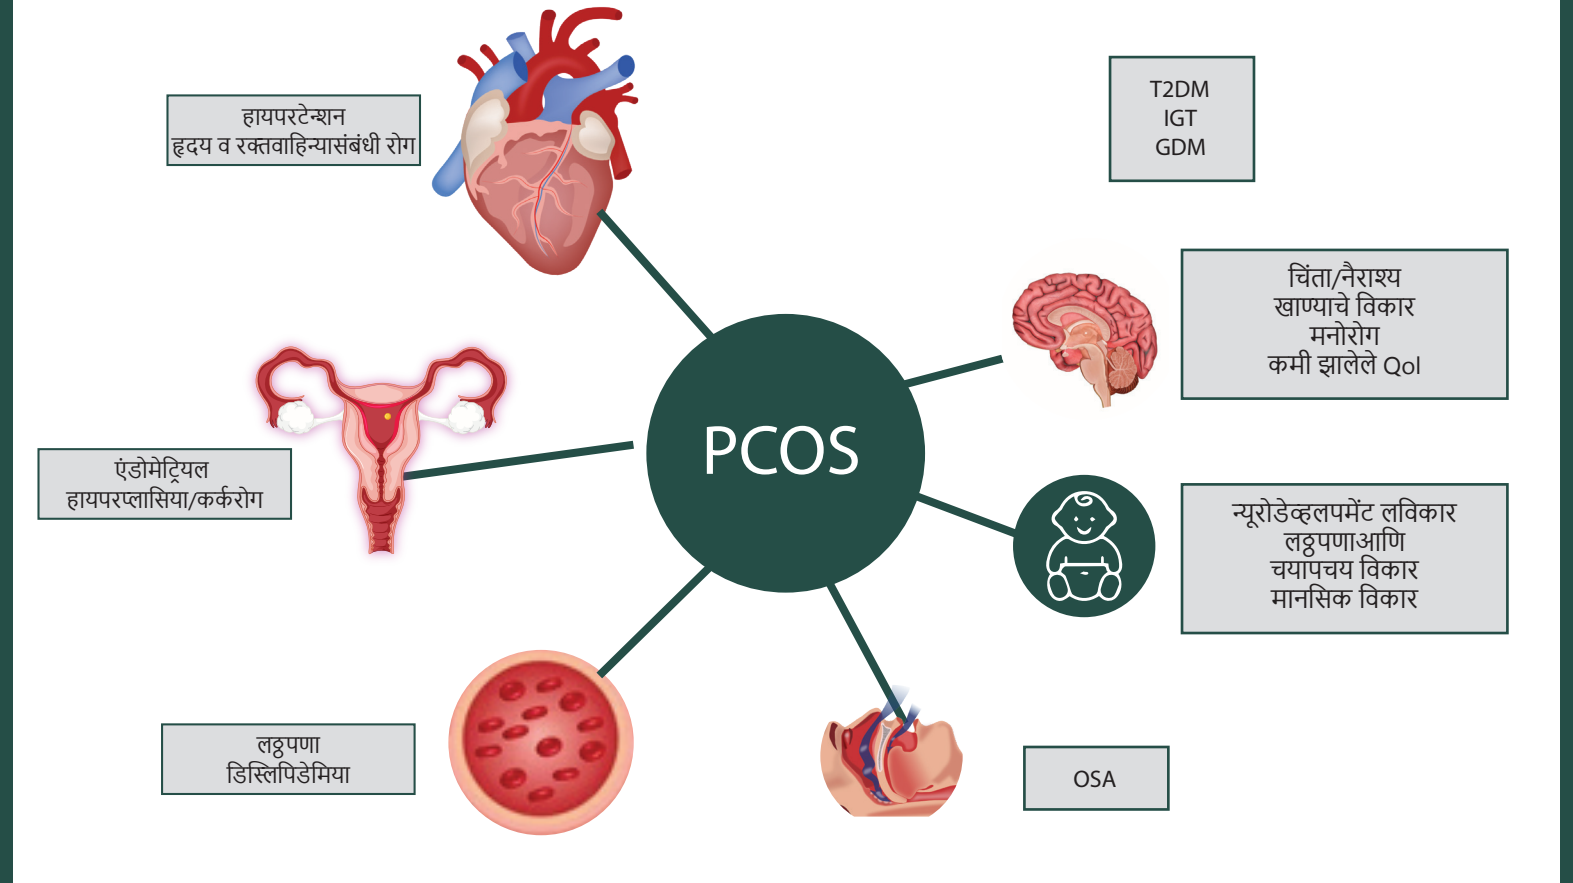 हायपरटेन्शन
हृदय व रक्तवाहिन्यासंबंधी रोग
T2DM
IGT
GDM
चिंता/नैराश्य
खाण्याचे विकार
मनोरोग
कमी झालेले Qol
PCOS
एंडोमेट्रियल
हायपरप्लासिया/कर्करोग
न्यूरोडेव्हलपमेंट लविकार
लठ्ठपणाआणि
चयापचय विकार
मानसिक विकार
लठ्ठपणा
डिस्लिपिडेमिया
OSA